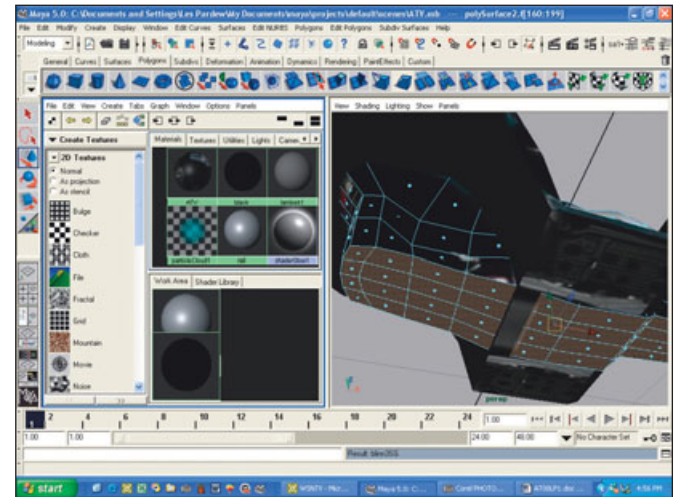 Maya 5.0: C:\Documents and Settings\Les Pardew\My Documents\maya\projects\default\scenes\ATV.mb --- polySurface2.f[160:199]
File Edit Modify Create Display Window Edit Curves Surfaces Edit NURBS Polygons Edit Polygons Subdiv Surfaces Help
Modeling
General Curves Surfaces Polygons Subdivs Deformation Animation Dynamics Rendering PaintEffects Custom
File Edit View Create Tabs Graph Window Options Panels
View Shading Lighting Show Panels
Create Textures
Materials Textures Utilities Lights
2D Textures
Normal
As projection
As stencil
Bulge
Checker
Cloth
File
Fractal
Grid
Mountain
Movie
Noise
black lambert1
particleCloud1 shaderGlow1
Work Area Shader Library
persp
2 4 6 8 10 12 14 16 18 20 22 24 1.00
1
1.00 1.00 24.00 48.00 No Character Set
start
Maya 5.0: C:...
Corel PHOTO...
4:56 PM